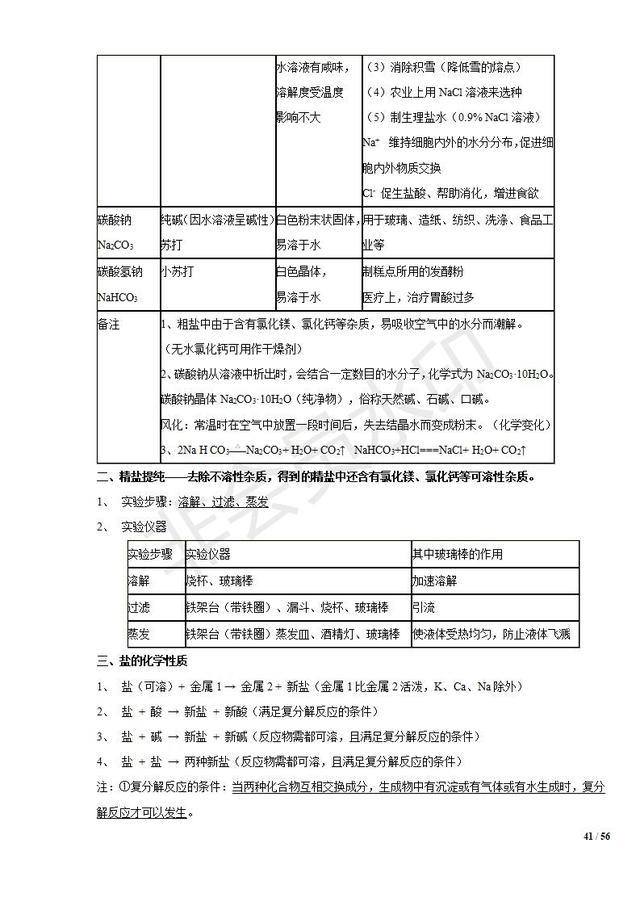 水溶液有咸味，
溶解度受温度
影响不大
（3）消除积雪（降低雪的熔点）
（4）农业上用 NaCl 溶液来选种
（5）制生理盐水（0.9% NaCl 溶液）
Na⁺ 维持细胞内外的水分分布，促进细
胞内外物质交换
Cl⁻ 促生盐酸、帮助消化，增进食欲
碳酸钠
Na₂CO₃
纯碱（因水溶液呈碱性）
苏打
白色粉末状固体，
易溶于水
用于玻璃、造纸、纺织、洗涤、食品工
业等
碳酸氢钠
NaHCO₃
小苏打
白色晶体，
易溶于水
制糕点所用的发酵粉
医疗上，治疗胃酸过多
备注
1、粗盐中由于含有氯化镁、氯化钙等杂质，易吸收空气中的水分而潮解。
（无水氯化钙可用作干燥剂）
2、碳酸钠从溶液中析出时，会结合一定数目的水分子，化学式为 Na₂CO₃·10H₂O。
碳酸钠晶体 Na₂CO₃·10H₂O（纯净物），俗称天然碱、石碱、口碱。
风化：常温时在空气中放置一段时间后，失去结晶水而变成粉末。（化学变化）
3、2Na H CO₃══Na₂CO₃+ H₂O+ CO₂↑ NaHCO₃+HCl===NaCl+ H₂O+ CO₂↑
二、精盐提纯——去除不溶性杂质，得到的精盐中还含有氯化镁、氯化钙等可溶性杂质。
1、 实验步骤：溶解、过滤、蒸发
2、 实验仪器
实验步骤 实验仪器 其中玻璃棒的作用
溶解 烧杯、玻璃棒 加速溶解
过滤 铁架台（带铁圈）、漏斗、烧杯、玻璃棒 引流
蒸发 铁架台（带铁圈）蒸发皿、酒精灯、玻璃棒 使液体受热均匀，防止液体飞溅
三、盐的化学性质
1、 盐（可溶）+ 金属 1 → 金属 2 + 新盐（金属 1 比金属 2 活泼，K、Ca、Na 除外）
2、 盐 + 酸 → 新盐 + 新酸（满足复分解反应的条件）
3、 盐 + 碱 → 新盐 + 新碱（反应物需都可溶，且满足复分解反应的条件）
4、 盐 + 盐 → 两种新盐（反应物需都可溶，且满足复分解反应的条件）
注：①复分解反应的条件：当两种化合物互相交换成分，生成物中有沉淀或有气体或有水生成时，复分
解反应才可以发生。
41 / 56
非会员水印